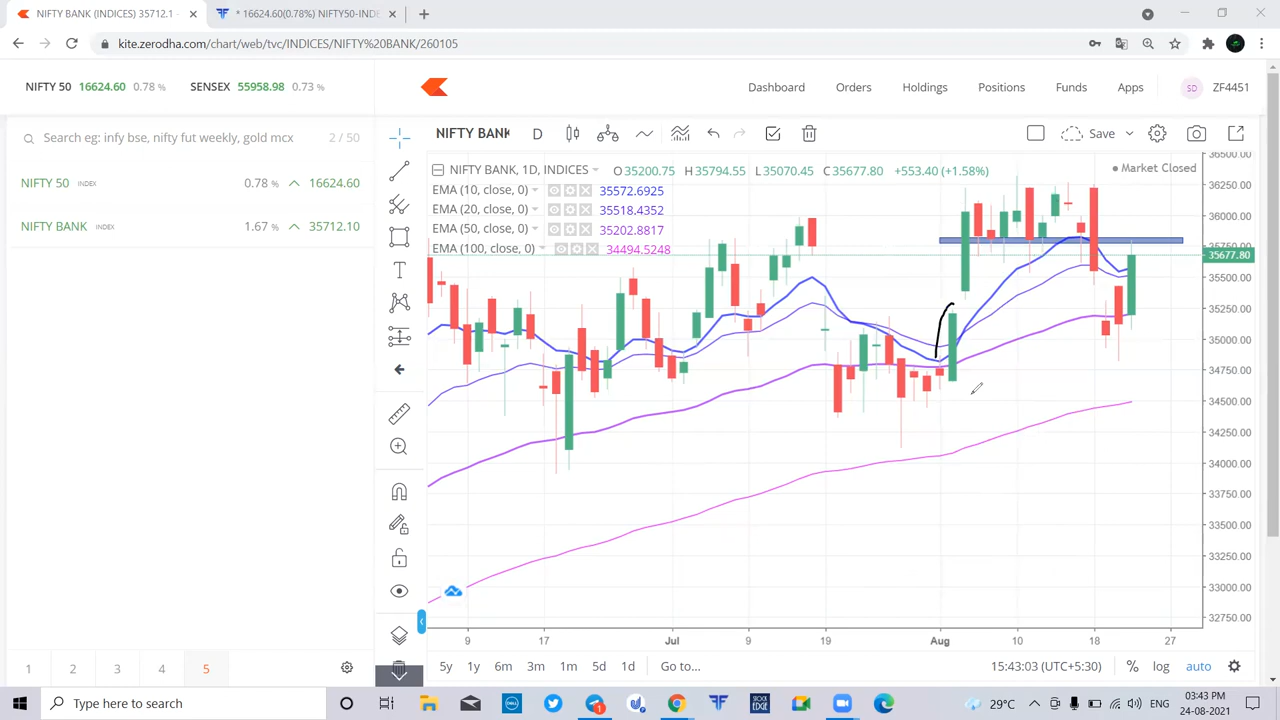 NIFTY BANK (INDICES) 35712.1
* 16624.60(0.78%) NIFTY50-IND
kite.zerodha.com/chart/web/tvc/INDICES/NIFTY%20BANK/260105
NIFTY 50 16624.60 0.78 % SENSEX 55958.98 0.73 %
Dashboard Orders Holdings Positions Funds Apps SD ZF4451
Search eg: infy bse, nifty fut weekly, gold mcx 2 / 50
NIFTY BANK D Save
NIFTY 50 INDEX 0.78 % 16624.60
NIFTY BANK INDEX 1.67 % 35712.10
NIFTY BANK, 1D, INDICES O35200.75 H35794.55 L35070.45 C35677.80 +553.40 (+1.58%)
Market Closed
EMA (10, close, 0) 35572.6925
EMA (20, close, 0) 35518.4352
EMA (50, close, 0) 35202.8817
EMA (100, close, 0) 34494.5248
36500.00
36250.00
36000.00
35750.00
35677.80
35500.00
35250.00
35000.00
34750.00
34500.00
34250.00
34000.00
33750.00
33500.00
33250.00
33000.00
32750.00
9 17 Jul 9 19 Aug 10 18 27
1 2 3 4 5
5y 1y 6m 3m 1m 5d 1d Go to... 15:43:03 (UTC+5:30) % log auto
Type here to search
29°C ENG 03:43 PM
24-08-2021